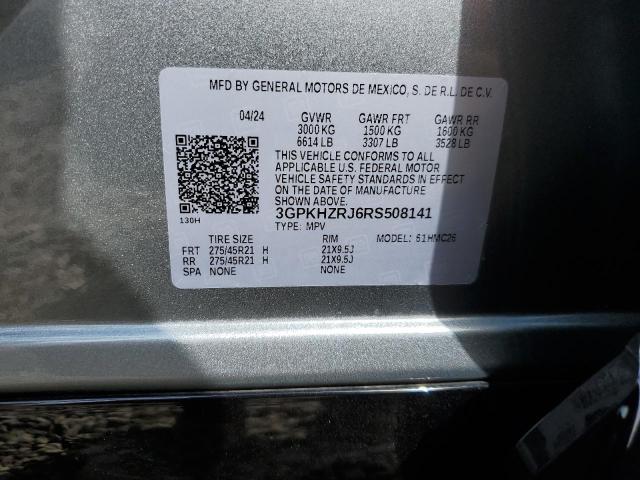 MFD BY GENERAL MOTORS DE MEXICO, S. DE R.L. DE C.V.
04/24 GVWR GAWR FRT GAWR RR
3000 KG 1500 KG 1600 KG
6614 LB 3307 LB 3528 LB
THIS VEHICLE CONFORMS TO ALL
APPLICABLE U.S. FEDERAL MOTOR
VEHICLE SAFETY STANDARDS IN EFFECT
ON THE DATE OF MANUFACTURE
SHOWN ABOVE.
3GPKHZRJ6RS508141
130H
TYPE: MPV
TIRE SIZE RIM MODEL: 61HMC26
FRT 275/45R21 H 21X9.5J
RR 275/45R21 H 21X9.5J
SPA NONE NONE